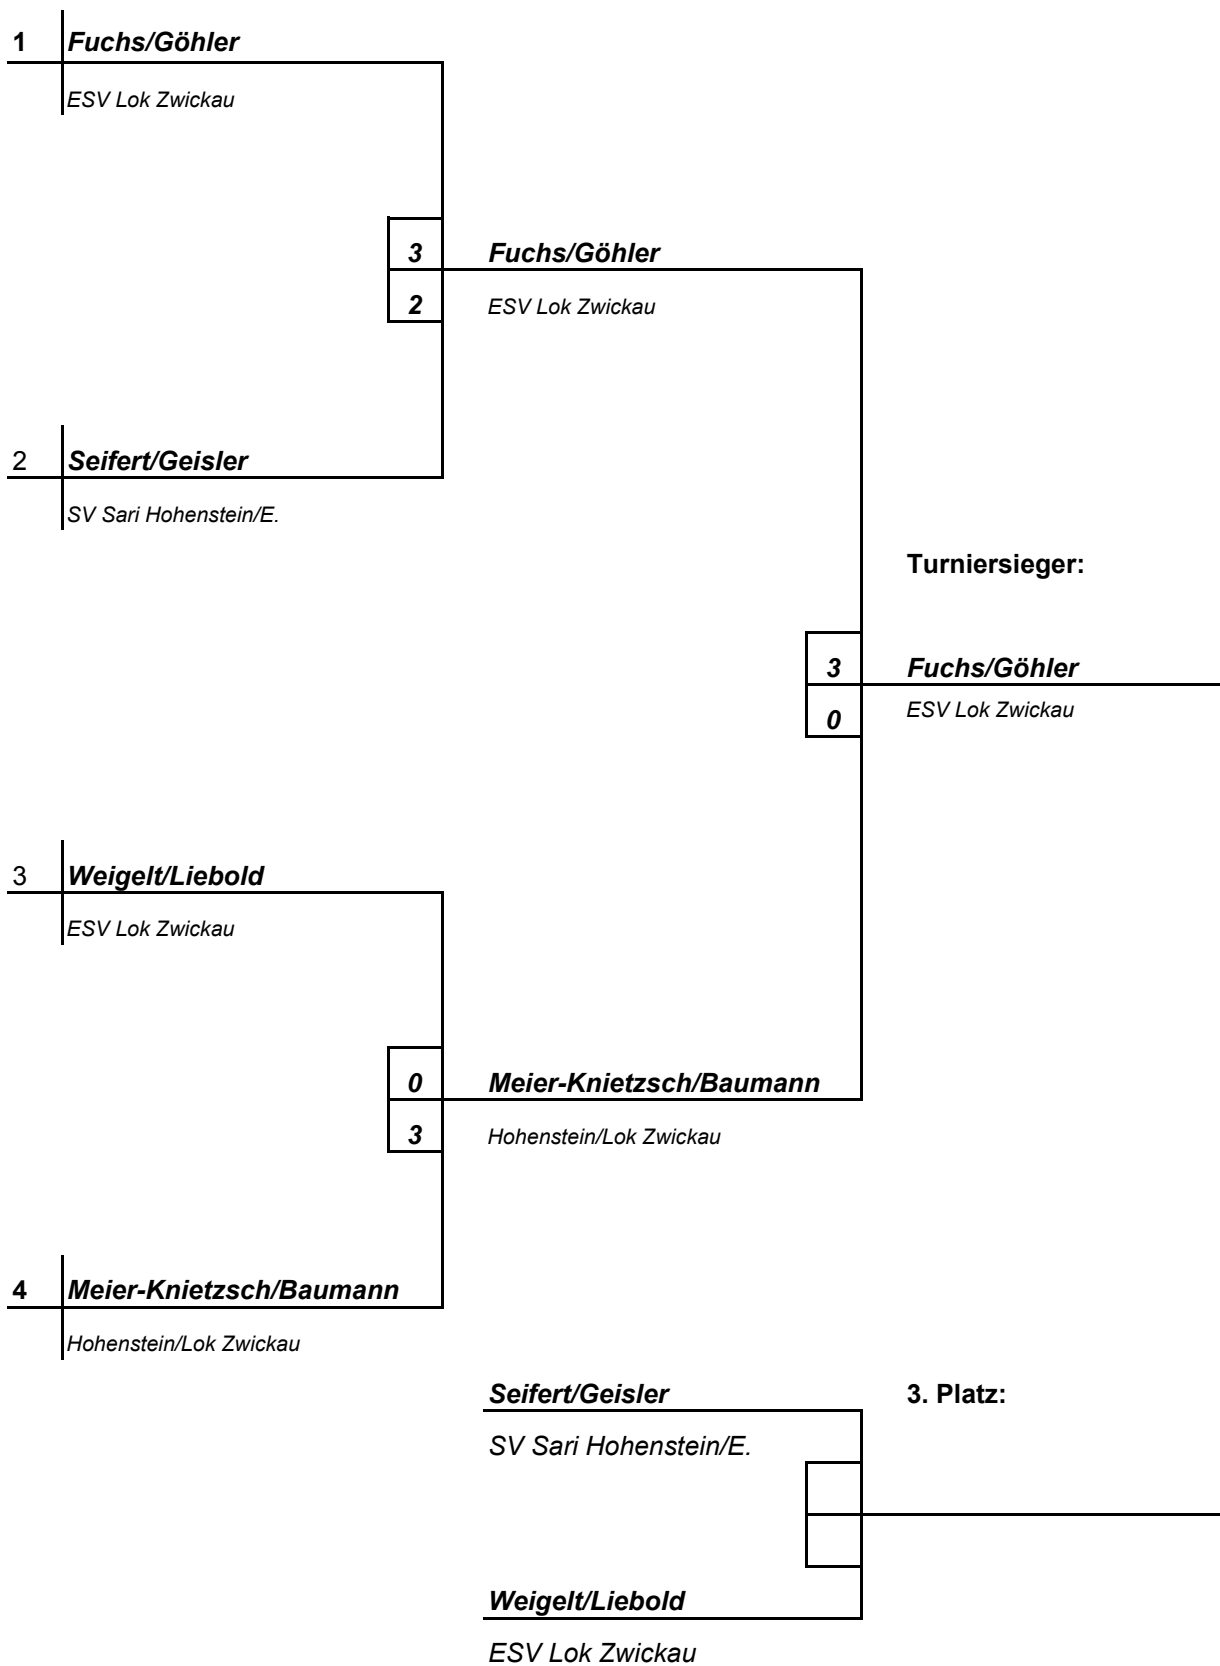 1 Fuchs/Göhler
ESV Lok Zwickau
3 Fuchs/Göhler
2 ESV Lok Zwickau
2 Seifert/Geisler
SV Sari Hohenstein/E.
Turniersieger:
3 Fuchs/Göhler
0 ESV Lok Zwickau
3 Weigelt/Liebold
ESV Lok Zwickau
0 Meier-Knietzsch/Baumann
3 Hohenstein/Lok Zwickau
4 Meier-Knietzsch/Baumann
Hohenstein/Lok Zwickau
Seifert/Geisler 3. Platz:
SV Sari Hohenstein/E.
Weigelt/Liebold
ESV Lok Zwickau